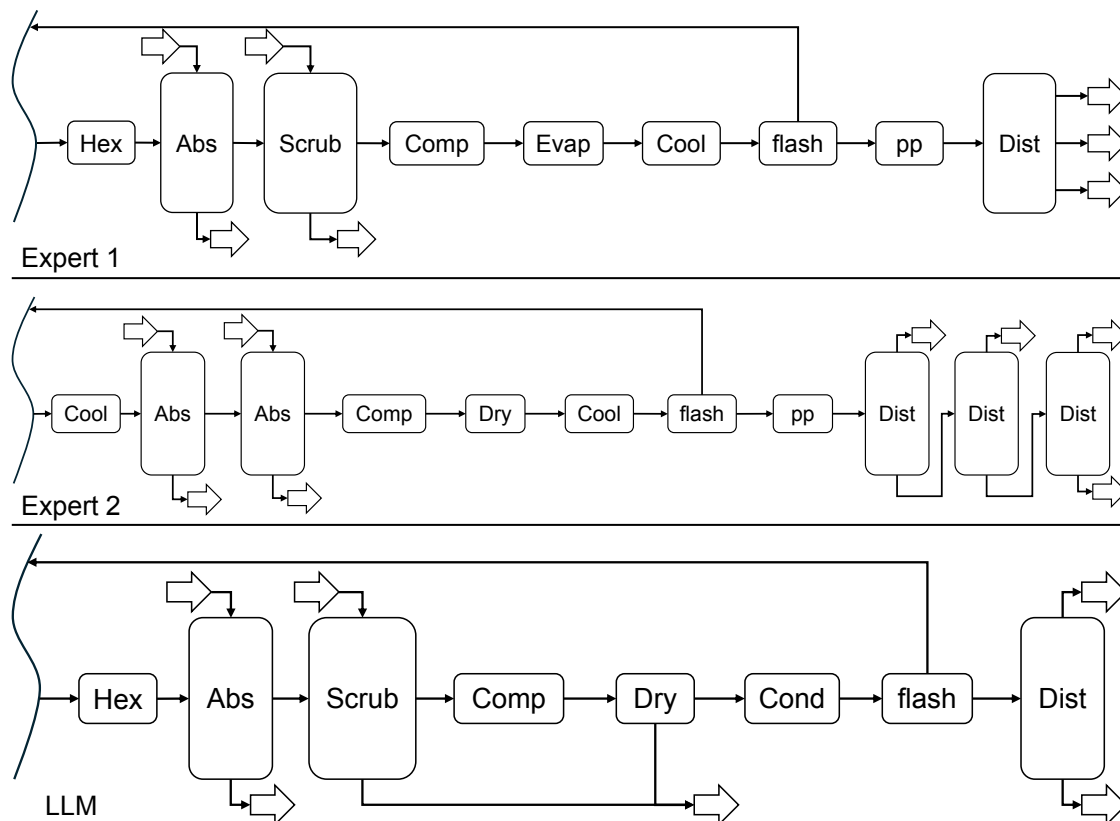 Hex
Abs
Scrub
Comp
Evap
Cool
flash
pp
Dist
Expert 1
Cool
Abs
Abs
Comp
Dry
Cool
flash
pp
Dist
Dist
Dist
Expert 2
Hex
Abs
Scrub
Comp
Dry
Cond
flash
Dist
LLM